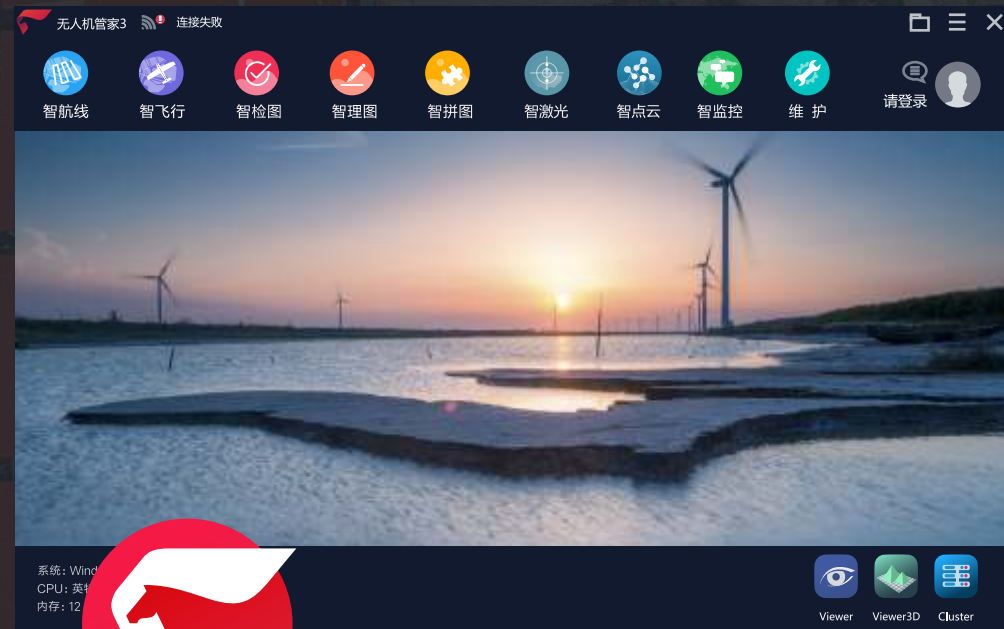 无人机管家3 连接失败
智航线 智飞行 智检图 智理图 智拼图 智激光 智点云 智监控 维 护 请登录
系统: Wind
CPU: 英特
内存: 12
Viewer Viewer3D Cluster